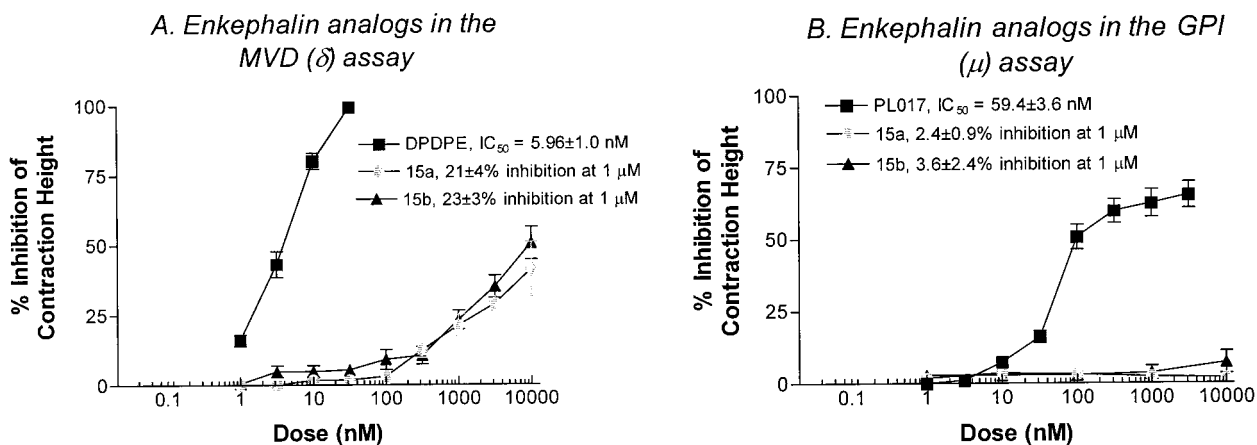 A. Enkephalin analogs in the
MVD (δ) assay
100
75
50
25
0
% Inhibition of
Contraction Height
DPDPE, IC50 = 5.96±1.0 nM
15a, 21±4% inhibition at 1 μM
15b, 23±3% inhibition at 1 μM
0.1 1 10 100 1000 10000
Dose (nM)
B. Enkephalin analogs in the GPI
(μ) assay
100
75
50
25
0
% Inhibition of
Contraction Height
PL017, IC50 = 59.4±3.6 nM
15a, 2.4±0.9% inhibition at 1 μM
15b, 3.6±2.4% inhibition at 1 μM
0.1 1 10 100 1000 10000
Dose (nM)